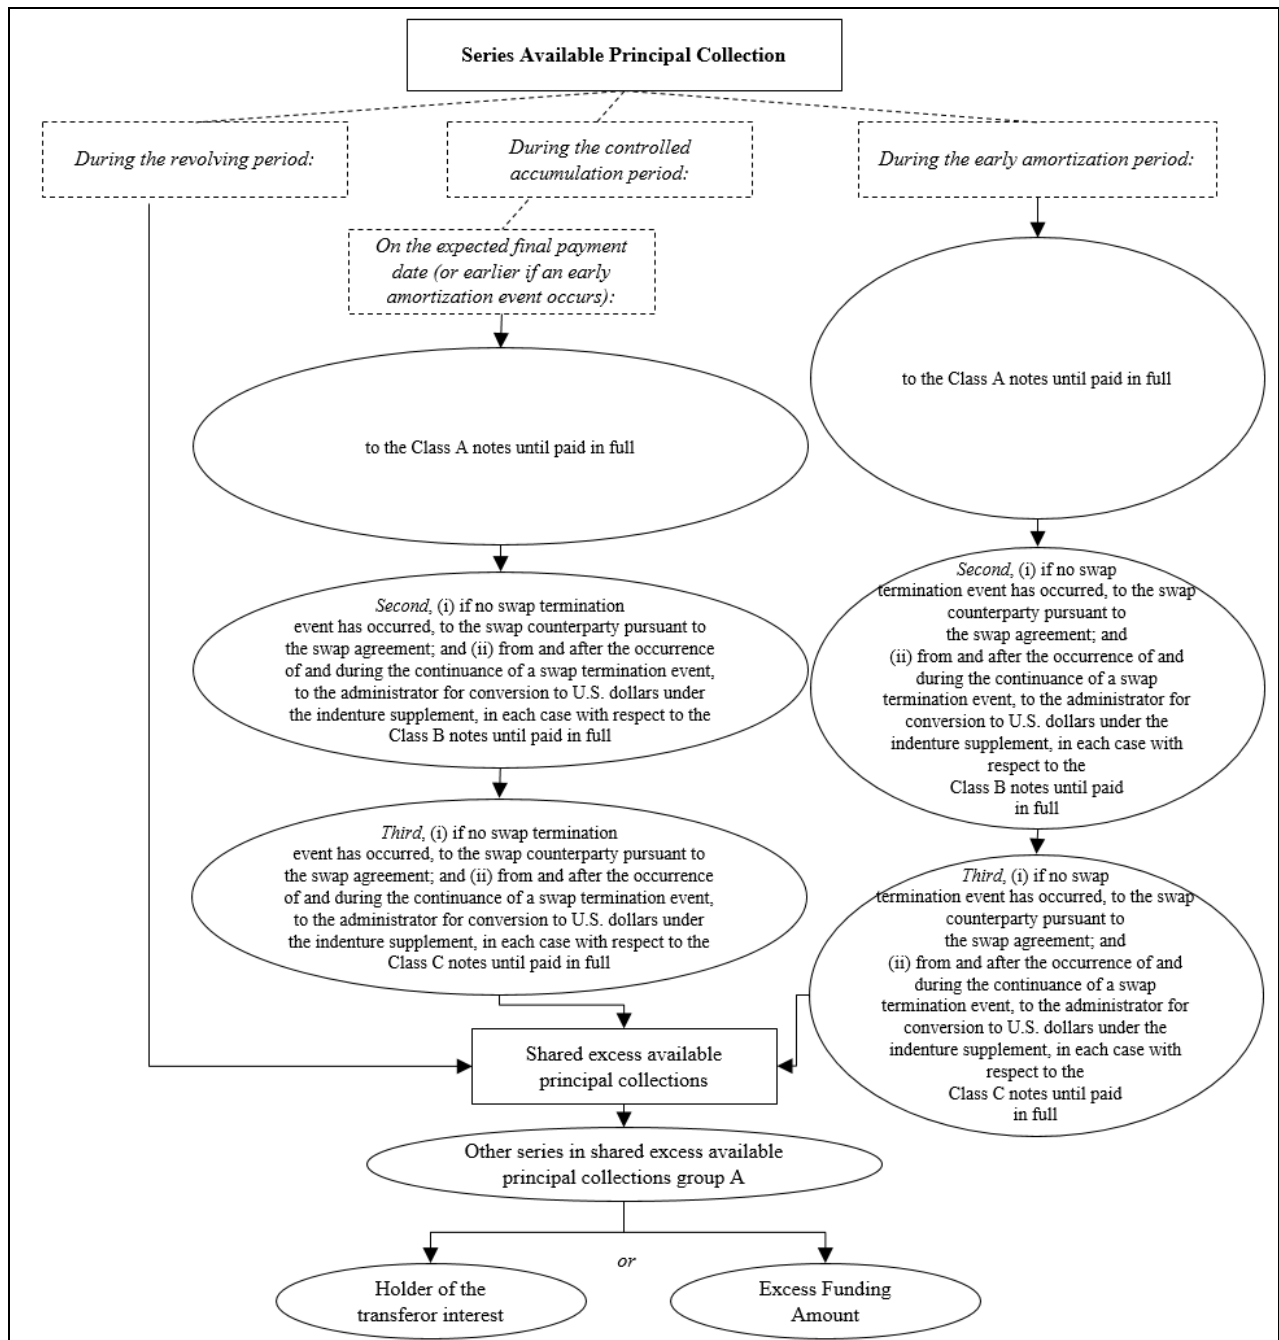 Series Available Principal Collection
During the revolving period:
During the controlled
accumulation period:
During the early amortization period:
On the expected final payment
date (or earlier if an early
amortization event occurs):
to the Class A notes until paid in full
to the Class A notes until paid in full
Second, (i) if no swap termination
event has occurred, to the swap counterparty pursuant to
the swap agreement; and (ii) from and after the occurrence
of and during the continuance of a swap termination event,
to the administrator for conversion to U.S. dollars under
the indenture supplement, in each case with respect to the
Class B notes until paid in full
Second, (i) if no swap
termination event has occurred, to the swap
counterparty pursuant to
the swap agreement; and
(ii) from and after the occurrence of and
during the continuance of a swap
termination event, to the administrator for
conversion to U.S. dollars under the
indenture supplement, in each case with
respect to the
Class B notes until paid
in full
Third, (i) if no swap termination
event has occurred, to the swap counterparty pursuant to
the swap agreement; and (ii) from and after the occurrence
of and during the continuance of a swap termination event,
to the administrator for conversion to U.S. dollars under
the indenture supplement, in each case with respect to the
Class C notes until paid in full
Third, (i) if no swap
termination event has occurred, to the swap
counterparty pursuant to
the swap agreement; and
(ii) from and after the occurrence of and
during the continuance of a swap
termination event, to the administrator for
conversion to U.S. dollars under the
indenture supplement, in each case with
respect to the
Class C notes until paid
in full
Shared excess available
principal collections
Other series in shared excess available
principal collections group A
or
Holder of the
transferor interest
Excess Funding
Amount